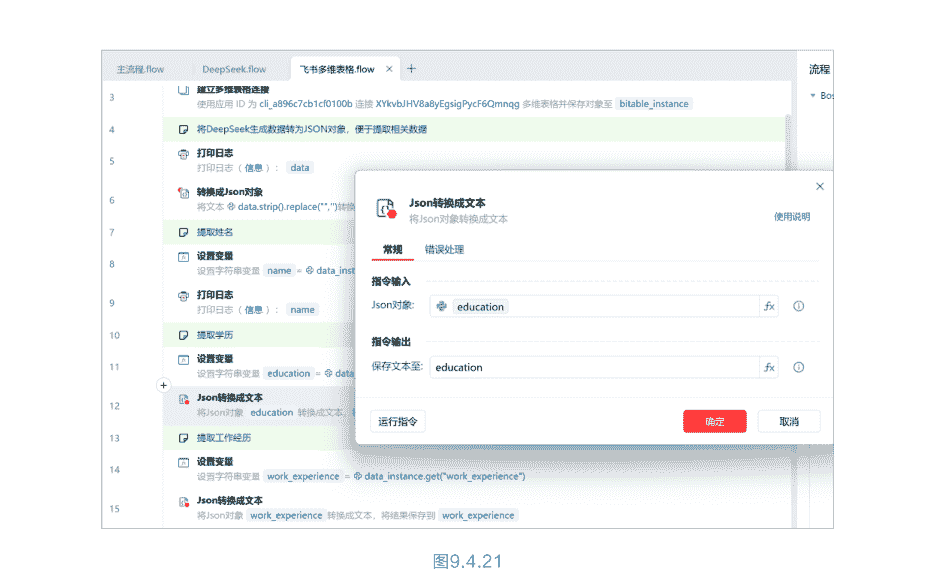 主流程.flow DeepSeek.flow 飞书多维表格.flow × + 流程
3 建立多维表格连接
使用应用 ID 为 cli_a896c7cb1cf0100b 连接 XYkvbJHV8a8yEgsigPycF6Qmnqg 多维表格并保存对象至 bitable_instance
4 将DeepSeek生成数据转为JSON对象，便于提取相关数据
5 打印日志
打印日志（信息）： data
6 转换成Json对象
将文本 data.strip().replace("",'')转换
7 提取姓名
8 设置变量
设置字符串变量 name = data_inst
9 打印日志
打印日志（信息）： name
10 提取学历
11 设置变量
设置字符串变量 education = data_
12 Json转换成文本
将Json对象 education 转换成文本，
13 提取工作经历
14 设置变量
设置字符串变量 work_experience = data_instance.get("work_experience")
15 Json转换成文本
将Json对象 work_experience 转换成文本，将结果保存到 work_experience
Json转换成文本
将Json对象转换成文本
使用说明
常规 错误处理
指令输入
Json对象: education fx
指令输出
保存文本至: education fx
运行指令 确定 取消
图9.4.21